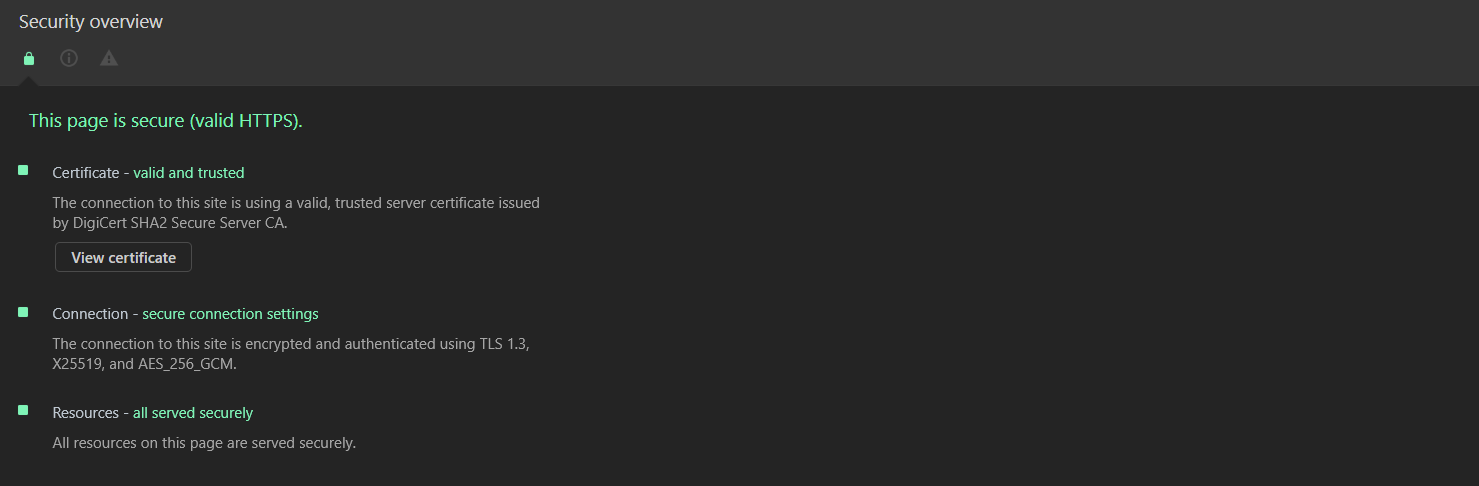 Security overview
This page is secure (valid HTTPS).
Certificate - valid and trusted
The connection to this site is using a valid, trusted server certificate issued
by DigiCert SHA2 Secure Server CA.
View certificate
Connection - secure connection settings
The connection to this site is encrypted and authenticated using TLS 1.3,
X25519, and AES_256_GCM.
Resources - all served securely
All resources on this page are served securely.